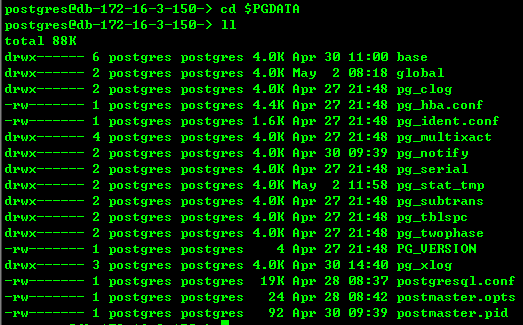 postgres@db-172-16-3-150-> cd $PGDATA
postgres@db-172-16-3-150-> ll
total 88K
drwx------ 6 postgres postgres 4.0K Apr 30 11:00 base
drwx------ 2 postgres postgres 4.0K May  2 08:18 global
drwx------ 2 postgres postgres 4.0K Apr 27 21:48 pg_clog
-rw------- 1 postgres postgres 4.4K Apr 27 21:48 pg_hba.conf
-rw------- 1 postgres postgres 1.6K Apr 27 21:48 pg_ident.conf
drwx------ 4 postgres postgres 4.0K Apr 27 21:48 pg_multixact
drwx------ 2 postgres postgres 4.0K Apr 30 09:39 pg_notify
drwx------ 2 postgres postgres 4.0K Apr 27 21:48 pg_serial
drwx------ 2 postgres postgres 4.0K May  2 11:58 pg_stat_tmp
drwx------ 2 postgres postgres 4.0K Apr 27 21:48 pg_subtrans
drwx------ 2 postgres postgres 4.0K Apr 27 21:48 pg_tblspc
drwx------ 2 postgres postgres 4.0K Apr 27 21:48 pg_twophase
-rw------- 1 postgres postgres    4 Apr 27 21:48 PG_VERSION
drwx------ 3 postgres postgres 4.0K Apr 30 14:40 pg_xlog
-rw------- 1 postgres postgres  19K Apr 28 08:37 postgresql.conf
-rw------- 1 postgres postgres   24 Apr 28 08:42 postmaster.opts
-rw------- 1 postgres postgres   92 Apr 30 09:39 postmaster.pid